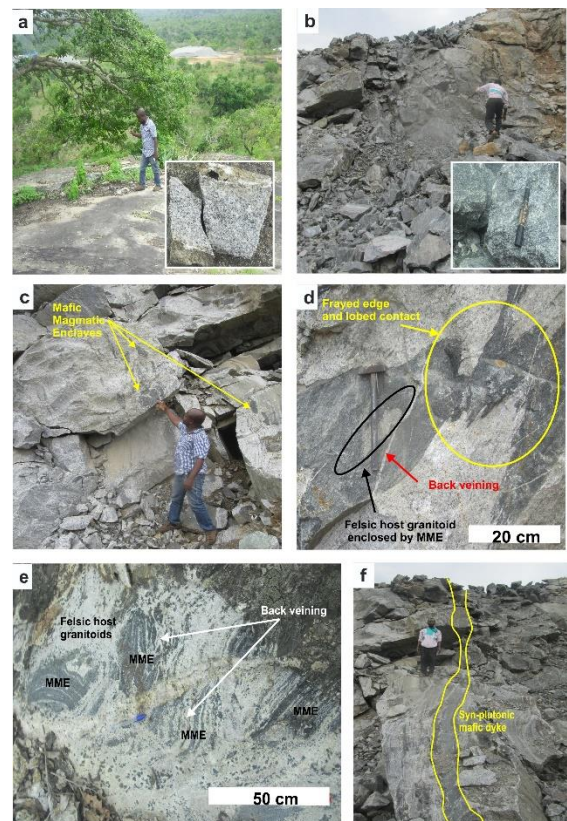 a
b
c
Mafic
Magmatic
Enclaves
d
Frayed edge
and lobed contact
Back veining
Felsic host granitoid
enclosed by MME
20 cm
e
Felsic host
granitoids
Back veining
MME
MME
MME
MME
50 cm
f
Syn-platonic
mafic dyke